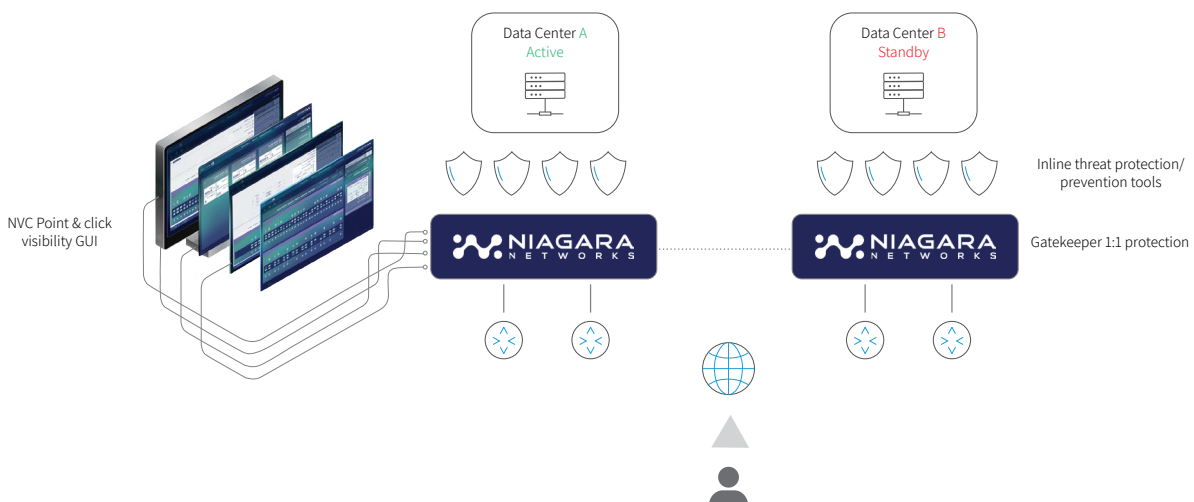 Data Center A
Active
Data Center B
Standby
Inline threat protection/
prevention tools
NVC Point & click
visibility GUI
NIAGARA
NETWORKS
NIAGARA
NETWORKS
Gatekeeper 1:1 protection